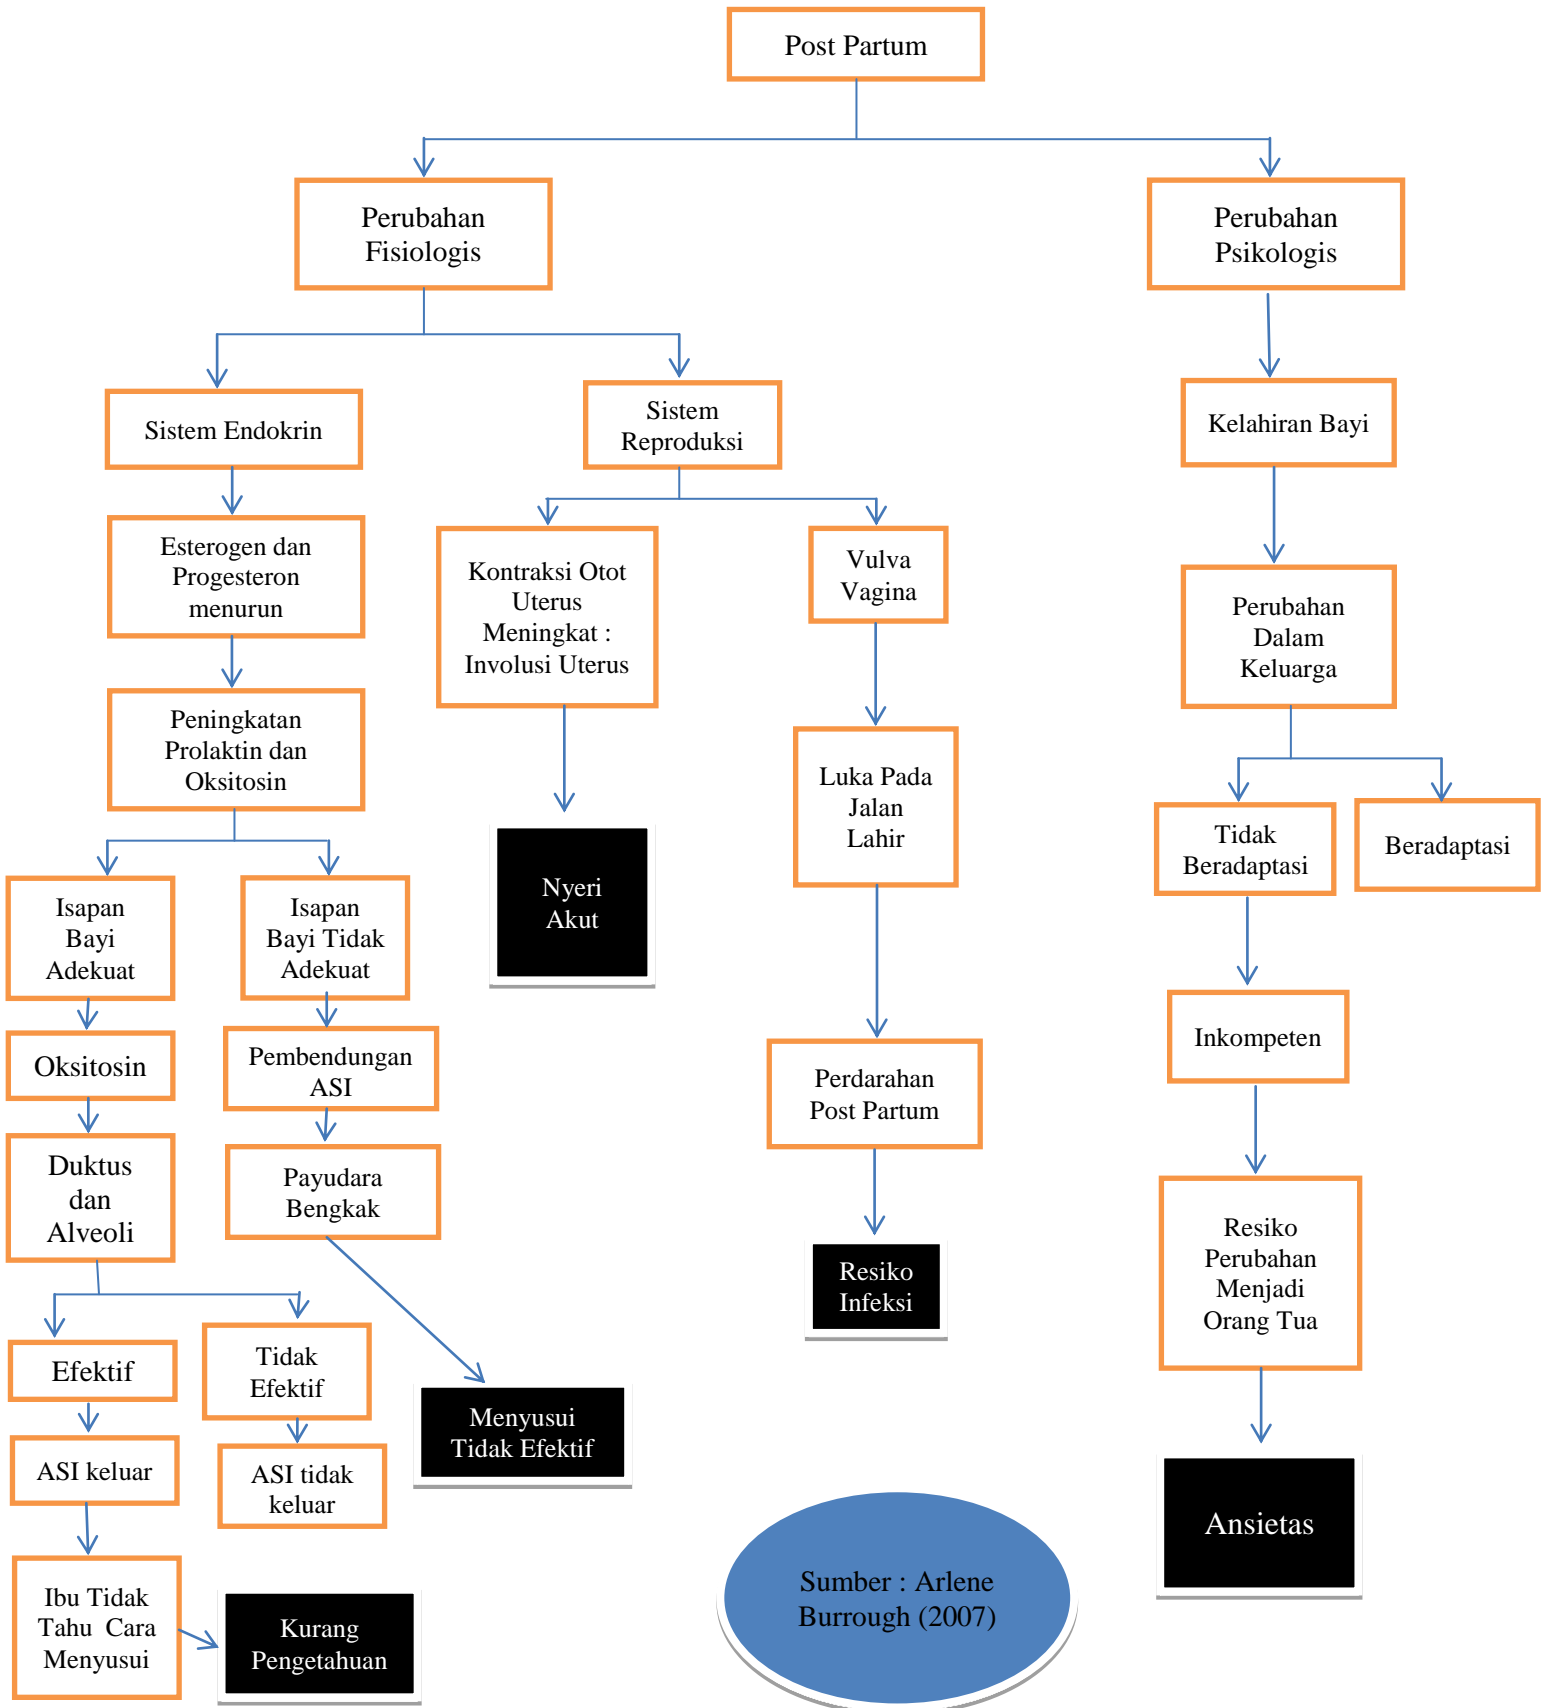 Post Partum
Perubahan
Fisiologis
Perubahan
Psikologis
Sistem Endokrin
Sistem
Reproduksi
Kelahiran Bayi
Esterogen dan
Progesteron
menurun
Kontraksi Otot
Uterus
Meningkat :
Involusi Uterus
Vulva
Vagina
Perubahan
Dalam
Keluarga
Peningkatan
Prolaktin dan
Oksitosin
Luka Pada
Jalan
Lahir
Tidak
Beradaptasi
Beradaptasi
Isapan
Bayi
Adekuat
Isapan
Bayi Tidak
Adekuat
Nyeri
Akut
Inkompeten
Oksitosin
Pembendungan
ASI
Perdarahan
Post Partum
Duktus
dan
Alveoli
Payudara
Bengkak
Resiko
Infeksi
Resiko
Perubahan
Menjadi
Orang Tua
Efektif
Tidak
Efektif
Menyusui
Tidak Efektif
ASI keluar
ASI tidak
keluar
Ansietas
Ibu Tidak
Tahu Cara
Menyusui
Kurang
Pengetahuan
Sumber : Arlene
Burrough (2007)